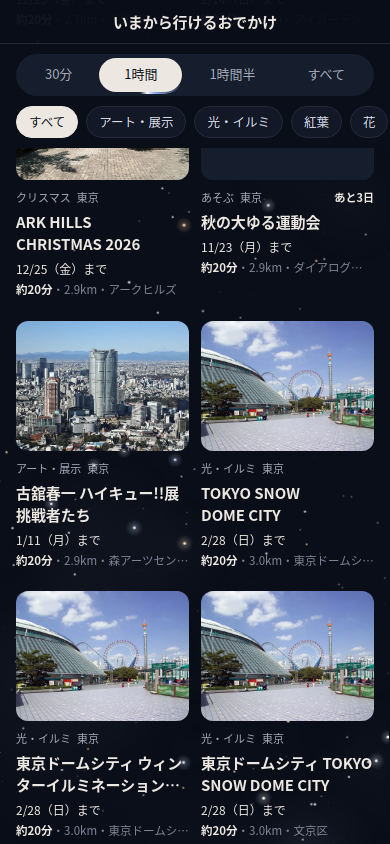 いまから行けるおでかけ
30分 1時間 1時間半 すべて
すべて アート・展示 光・イルミ 紅葉 花
クリスマス 東京
ARK HILLS
CHRISTMAS 2026
12/25（金）まで
約20分・2.9km・アークヒルズ
あそぶ 東京 あと3日
秋の大ゆる運動会
11/23（月）まで
約20分・2.9km・ダイアログ…
アート・展示 東京
古舘春一 ハイキュー!!展
挑戦者たち
1/11（月）まで
約20分・2.9km・森アーツセン…
光・イルミ 東京
TOKYO SNOW
DOME CITY
2/28（日）まで
約20分・3.0km・東京ドームシ…
光・イルミ 東京
東京ドームシティ ウィン
ターイルミネーション…
2/28（日）まで
約20分・3.0km・東京ドームシ…
光・イルミ 東京
東京ドームシティ TOKYO
SNOW DOME CITY
2/28（日）まで
約20分・3.0km・文京区